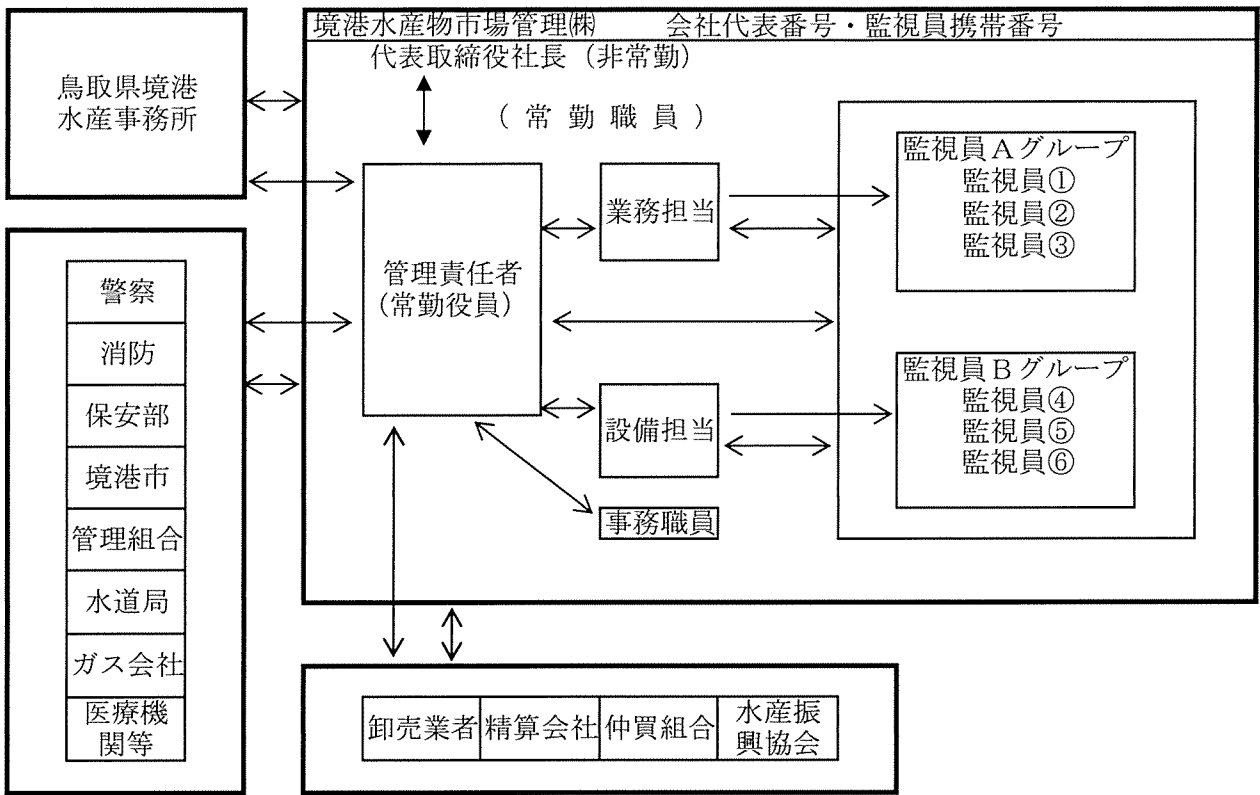 境港水産物市場管理㈱　会社代表番号・監視員携帯番号
代表取締役社長（非常勤）
（常勤職員）
鳥取県境港
水産事務所
管理責任者
(常勤役員)
業務担当
設備担当
事務職員
監視員Ａグループ
監視員①
監視員②
監視員③
監視員Ｂグループ
監視員④
監視員⑤
監視員⑥
警察
消防
保安部
境港市
管理組合
水道局
ガス会社
医療機
関等
卸売業者
精算会社
仲買組合
水産振
興協会